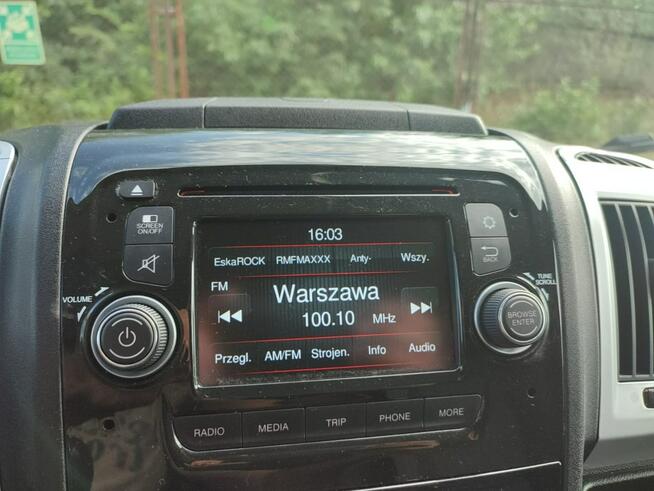 16:03
EskaROCK RMFMAXXX Anty- Wszy.
FM
Warszawa
100.10 MHz
Przegl. AM/FM Strojen. Info Audio
SCREEN
ON/OFF
BACK
VOLUME
TUNE
SCROLL
BROWSE
ENTER
RADIO MEDIA TRIP PHONE MORE